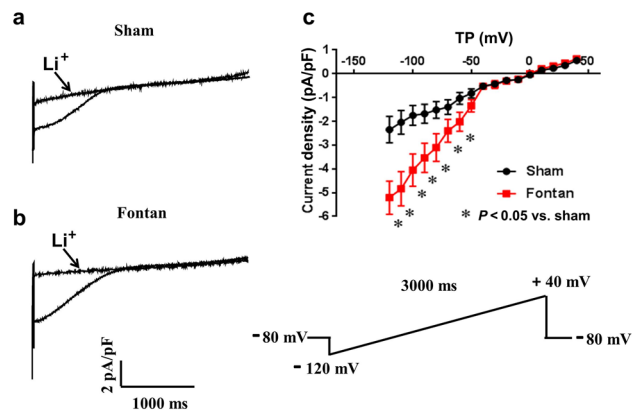 a
Sham
Li+
b
Fontan
Li+
2 pA/pF
1000 ms
c
TP (mV)
-150 -100 -50 0 50
Current density (pA/pF)
1
0
-1
-2
-3
-4
-5
-6
*
*
*
*
*
*
*
Sham
Fontan
* P < 0.05 vs. sham
3000 ms
+ 40 mV
- 80 mV
- 120 mV
- 80 mV